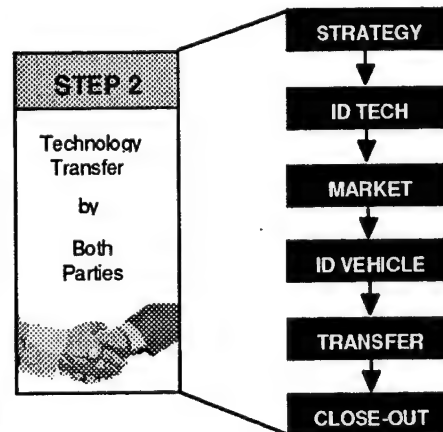 STEP 2
Technology
Transfer
by
Both
Parties
STRATEGY
ID TECH
MARKET
ID VEHICLE
TRANSFER
CLOSE-OUT